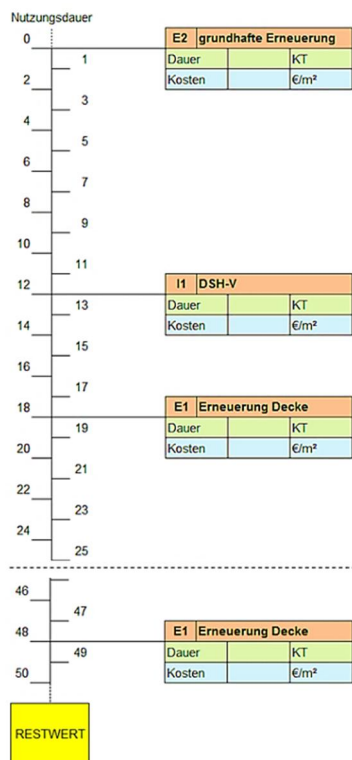 Nutzungsdauer
0
E2 grundhafte Erneuerung
1
Dauer KT
2
Kosten €/m²
3
4
5
6
7
8
9
10
11
12
I1 DSH-V
13
Dauer KT
14
Kosten €/m²
15
16
17
18
E1 Erneuerung Decke
19
Dauer KT
20
Kosten €/m²
21
22
23
24
25
46
47
48
E1 Erneuerung Decke
49
Dauer KT
50
Kosten €/m²
RESTWERT